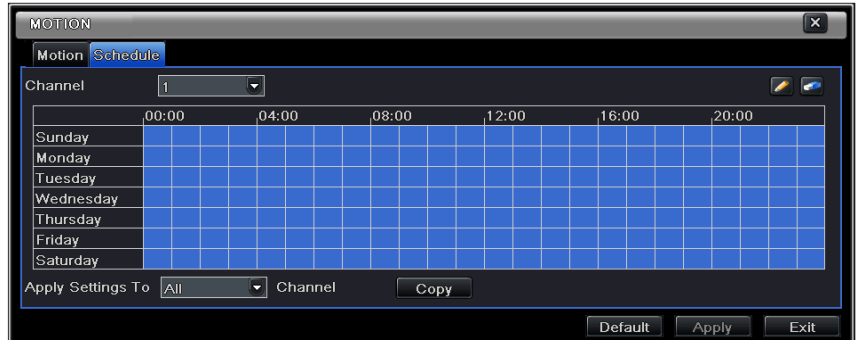 MOTION
Motion Schedule
Channel 1
00:00 04:00 08:00 12:00 16:00 20:00
Sunday
Monday
Tuesday
Wednesday
Thursday
Friday
Saturday
Apply Settings To All Channel Copy
Default Apply Exit